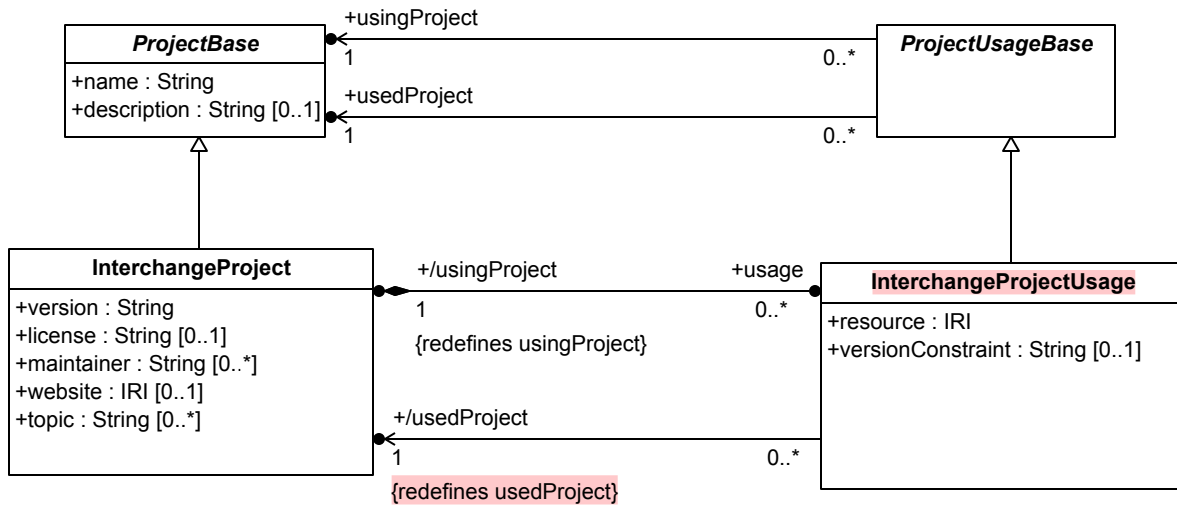 ProjectBase
+name : String
+description : String [0..1]
+usingProject
1
0..*
+usedProject
1
0..*
ProjectUsageBase
InterchangeProject
+version : String
+license : String [0..1]
+maintainer : String [0..*]
+website : IRI [0..1]
+topic : String [0..*]
+/usingProject
+usage
1
0..*
{redefines usingProject}
+/usedProject
1
0..*
{redefines usedProject}
InterchangeProjectUsage
+resource : IRI
+versionConstraint : String [0..1]